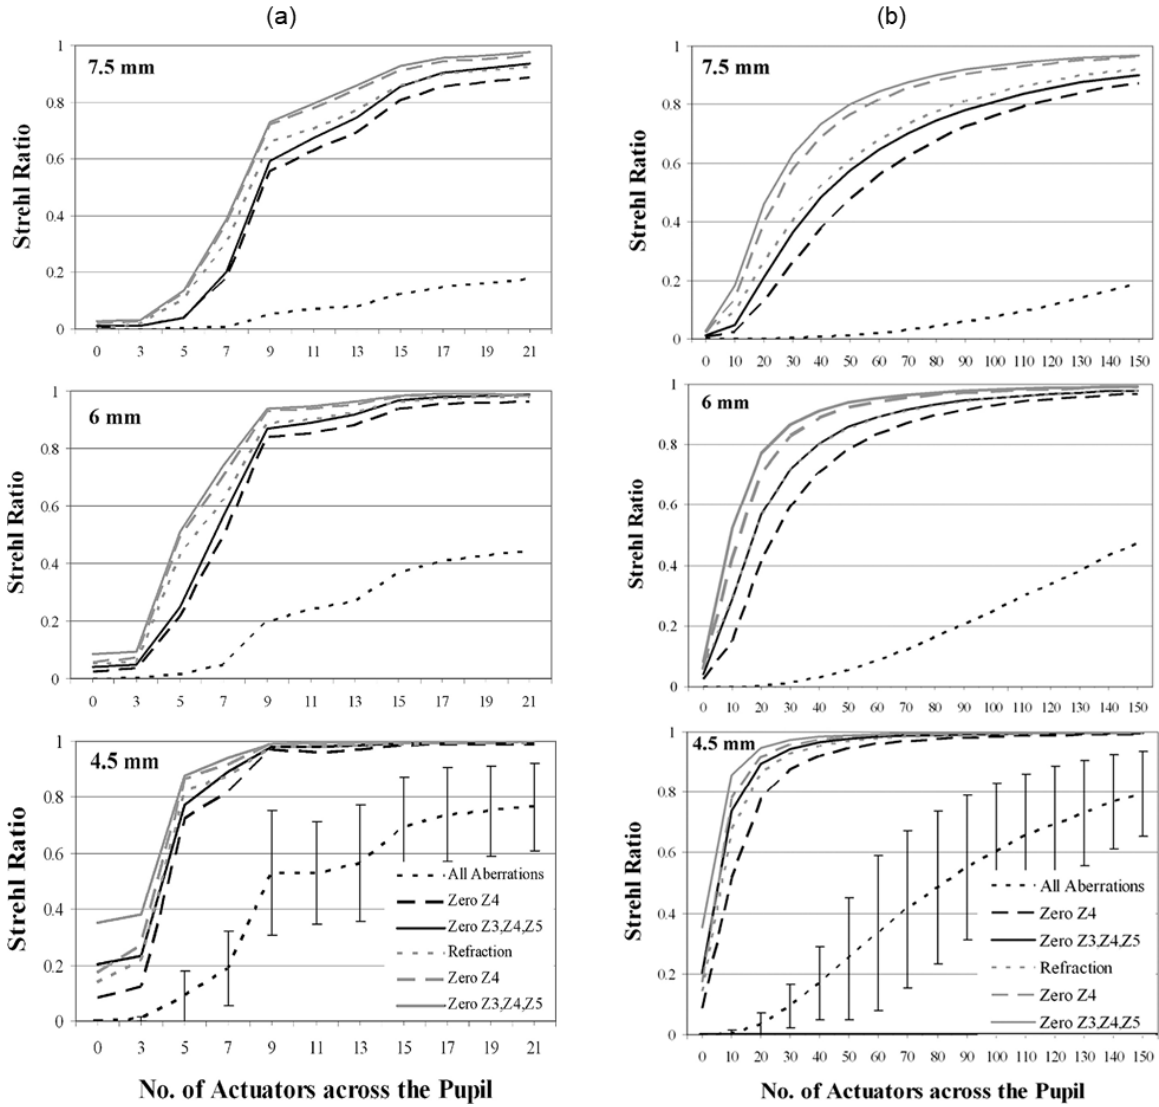 (a)
(b)
7.5 mm
Strehl Ratio
1
0.8
0.6
0.4
0.2
0
0 3 5 7 9 11 13 15 17 19 21
7.5 mm
Strehl Ratio
1
0.8
0.6
0.4
0.2
0
0 10 20 30 40 50 60 70 80 90 100 110 120 130 140 150
6 mm
Strehl Ratio
1
0.8
0.6
0.4
0.2
0
0 3 5 7 9 11 13 15 17 19 21
6 mm
Strehl Ratio
1
0.8
0.6
0.4
0.2
0
0 10 20 30 40 50 60 70 80 90 100 110 120 130 140 150
4.5 mm
Strehl Ratio
1
0.8
0.6
0.4
0.2
0
All Aberrations
Zero Z4
Zero Z3,Z4,Z5
Refraction
Zero Z4
Zero Z3,Z4,Z5
0 3 5 7 9 11 13 15 17 19 21
No. of Actuators across the Pupil
4.5 mm
Strehl Ratio
1
0.8
0.6
0.4
0.2
0
All Aberrations
Zero Z4
Zero Z3,Z4,Z5
Refraction
Zero Z4
Zero Z3,Z4,Z5
0 10 20 30 40 50 60 70 80 90 100 110 120 130 140 150
No. of Actuators across the Pupil